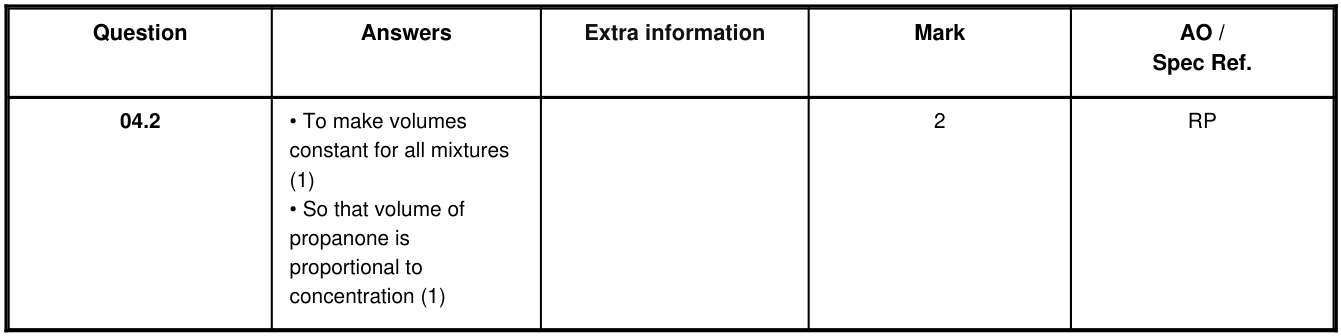 Question
Answers
Extra information
Mark
AO /
Spec Ref.
04.2
• To make volumes
constant for all mixtures
(1)
• So that volume of
propanone is
proportional to
concentration (1)
2
RP